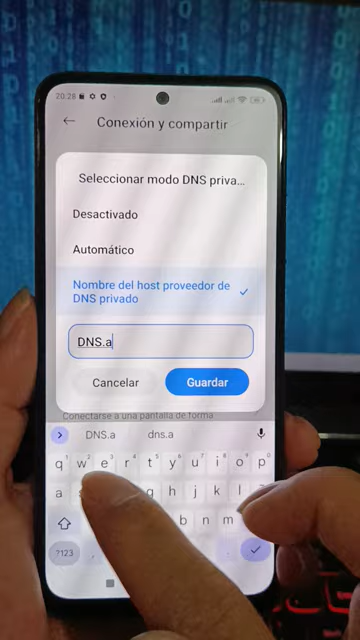 20:28
Conexión y compartir
Seleccionar modo DNS priva...
Desactivado
Automático
Nombre del host proveedor de
DNS privado
DNS.a
Cancelar
Guardar
Conectarse a una pantalla de forma
DNS.a dns.a
q w e r t y u i o p
a g h j k l
b n m
?123